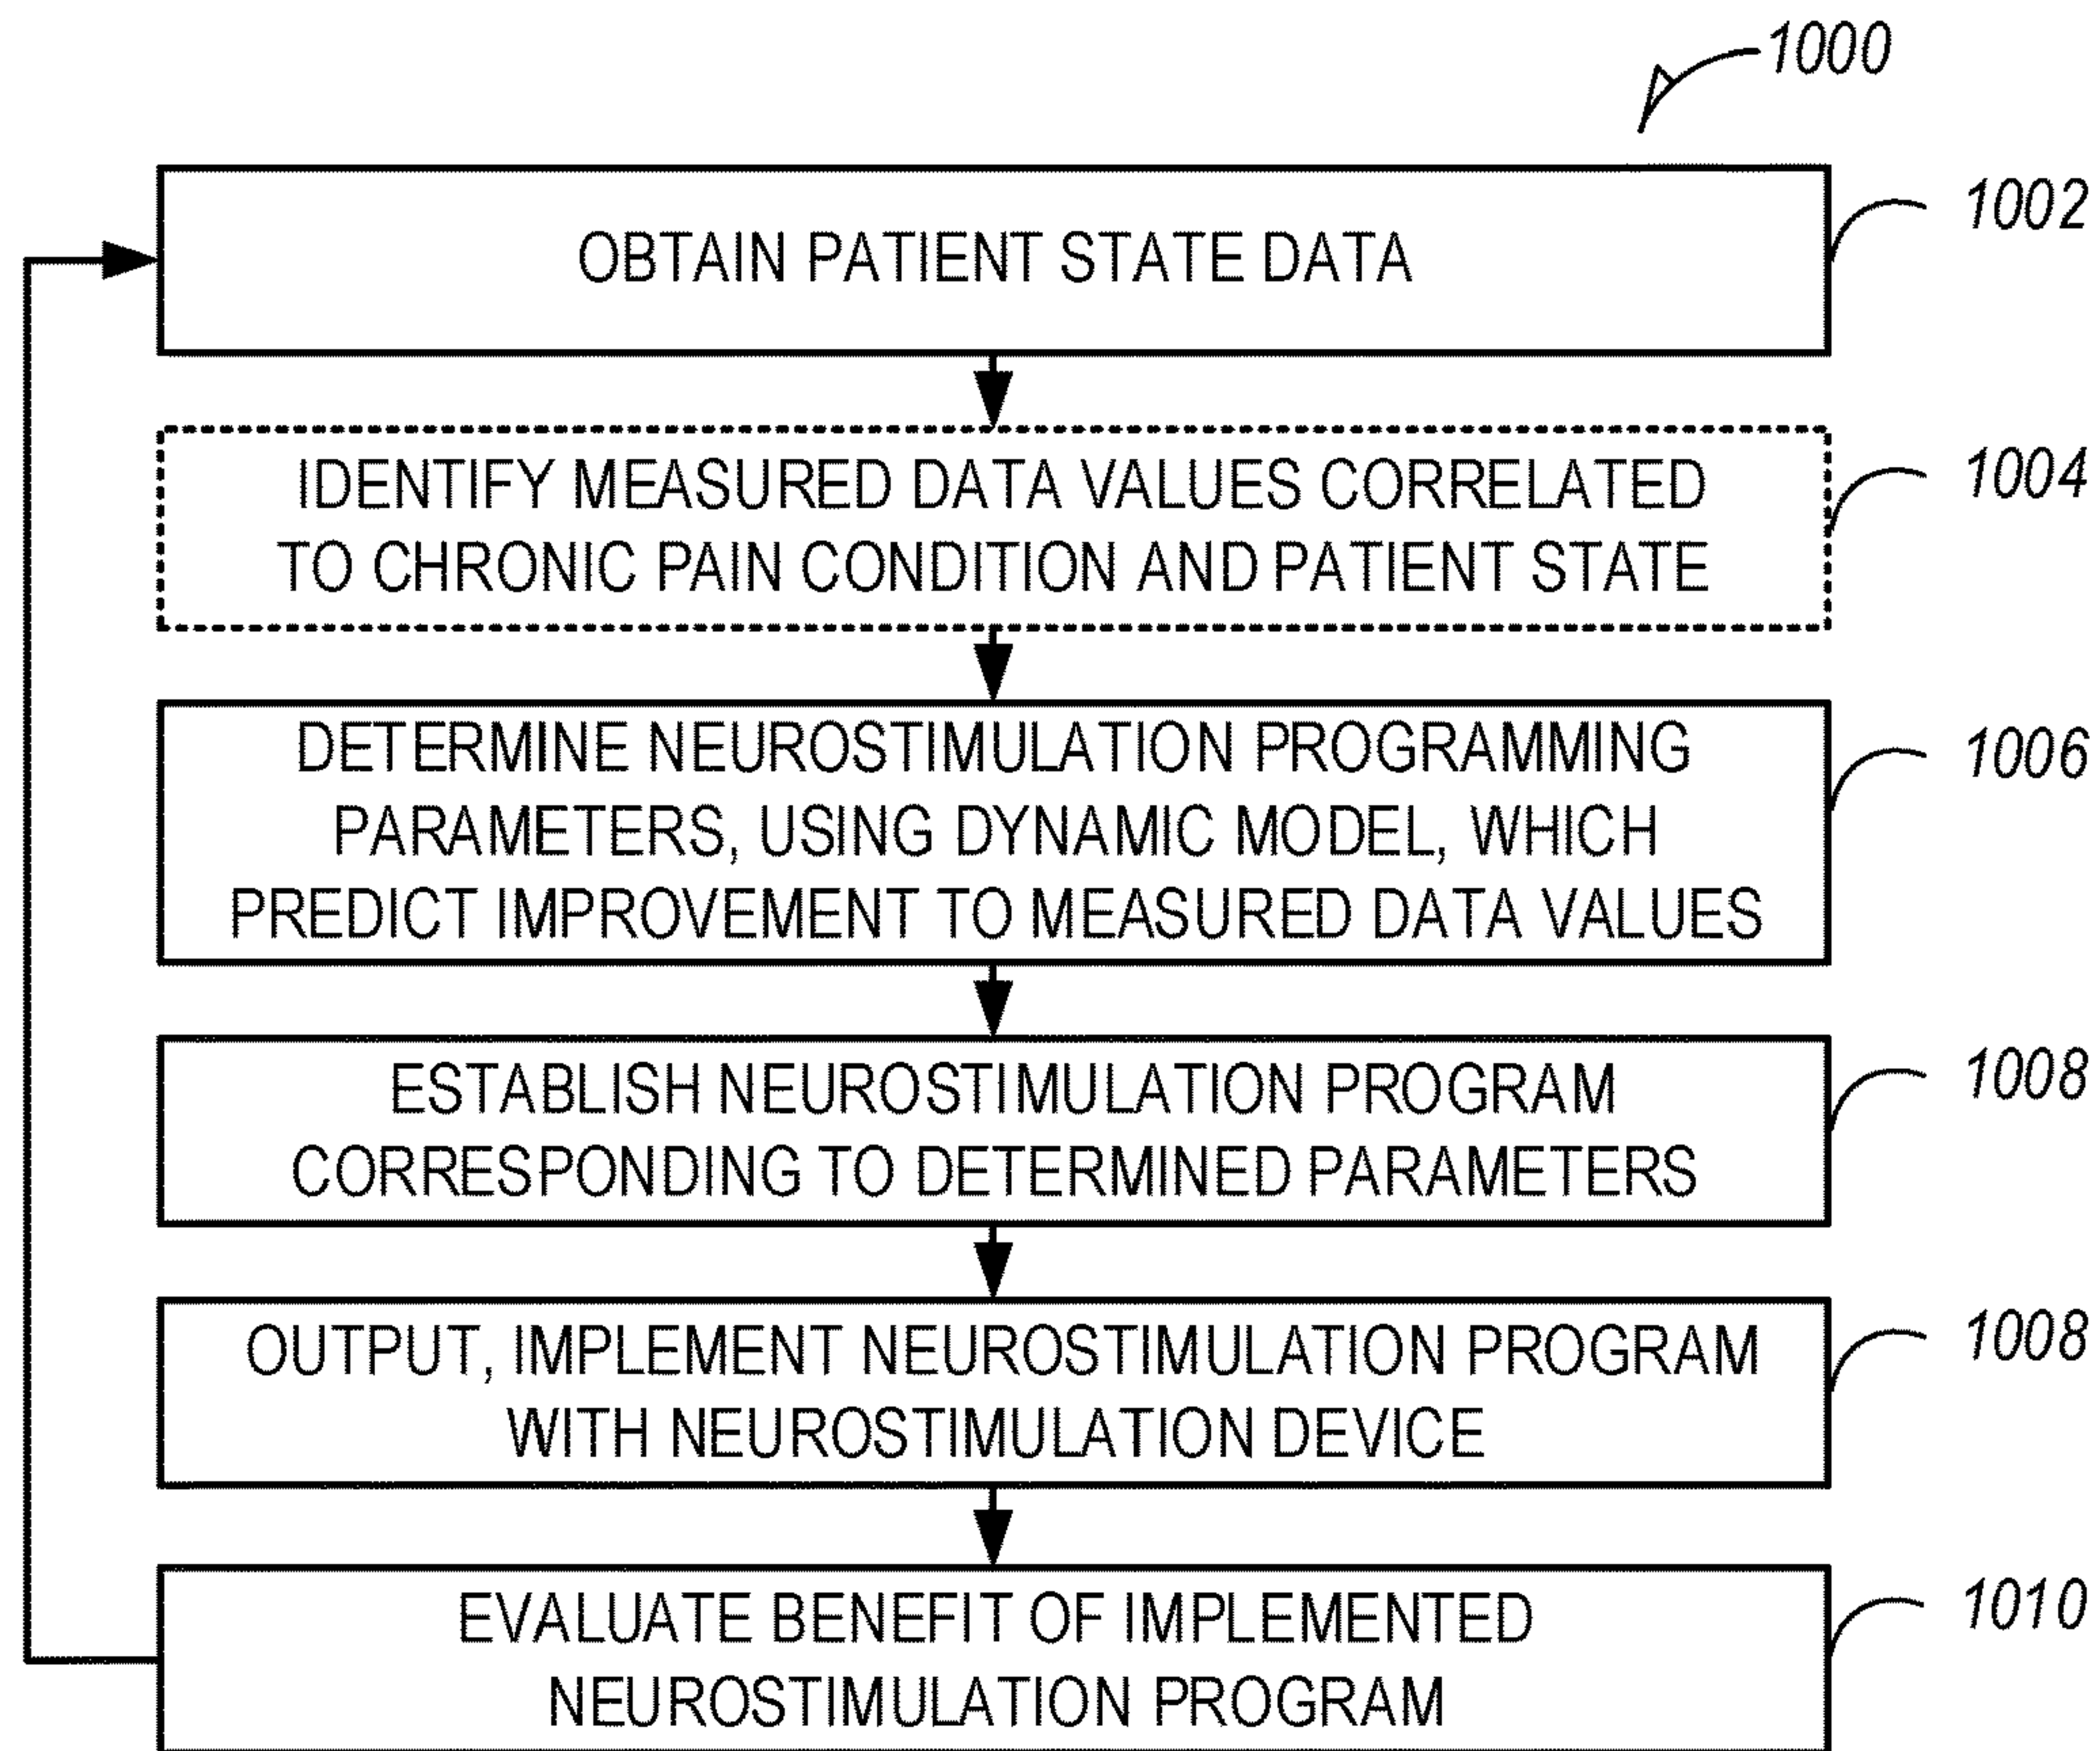 1000
OBTAIN PATIENT STATE DATA
1002
IDENTIFY MEASURED DATA VALUES CORRELATED
TO CHRONIC PAIN CONDITION AND PATIENT STATE
1004
DETERMINE NEUROSTIMULATION PROGRAMMING
PARAMETERS, USING DYNAMIC MODEL, WHICH
PREDICT IMPROVEMENT TO MEASURED DATA VALUES
1006
ESTABLISH NEUROSTIMULATION PROGRAM
CORRESPONDING TO DETERMINED PARAMETERS
1008
OUTPUT, IMPLEMENT NEUROSTIMULATION PROGRAM
WITH NEUROSTIMULATION DEVICE
1008
EVALUATE BENEFIT OF IMPLEMENTED
NEUROSTIMULATION PROGRAM
1010